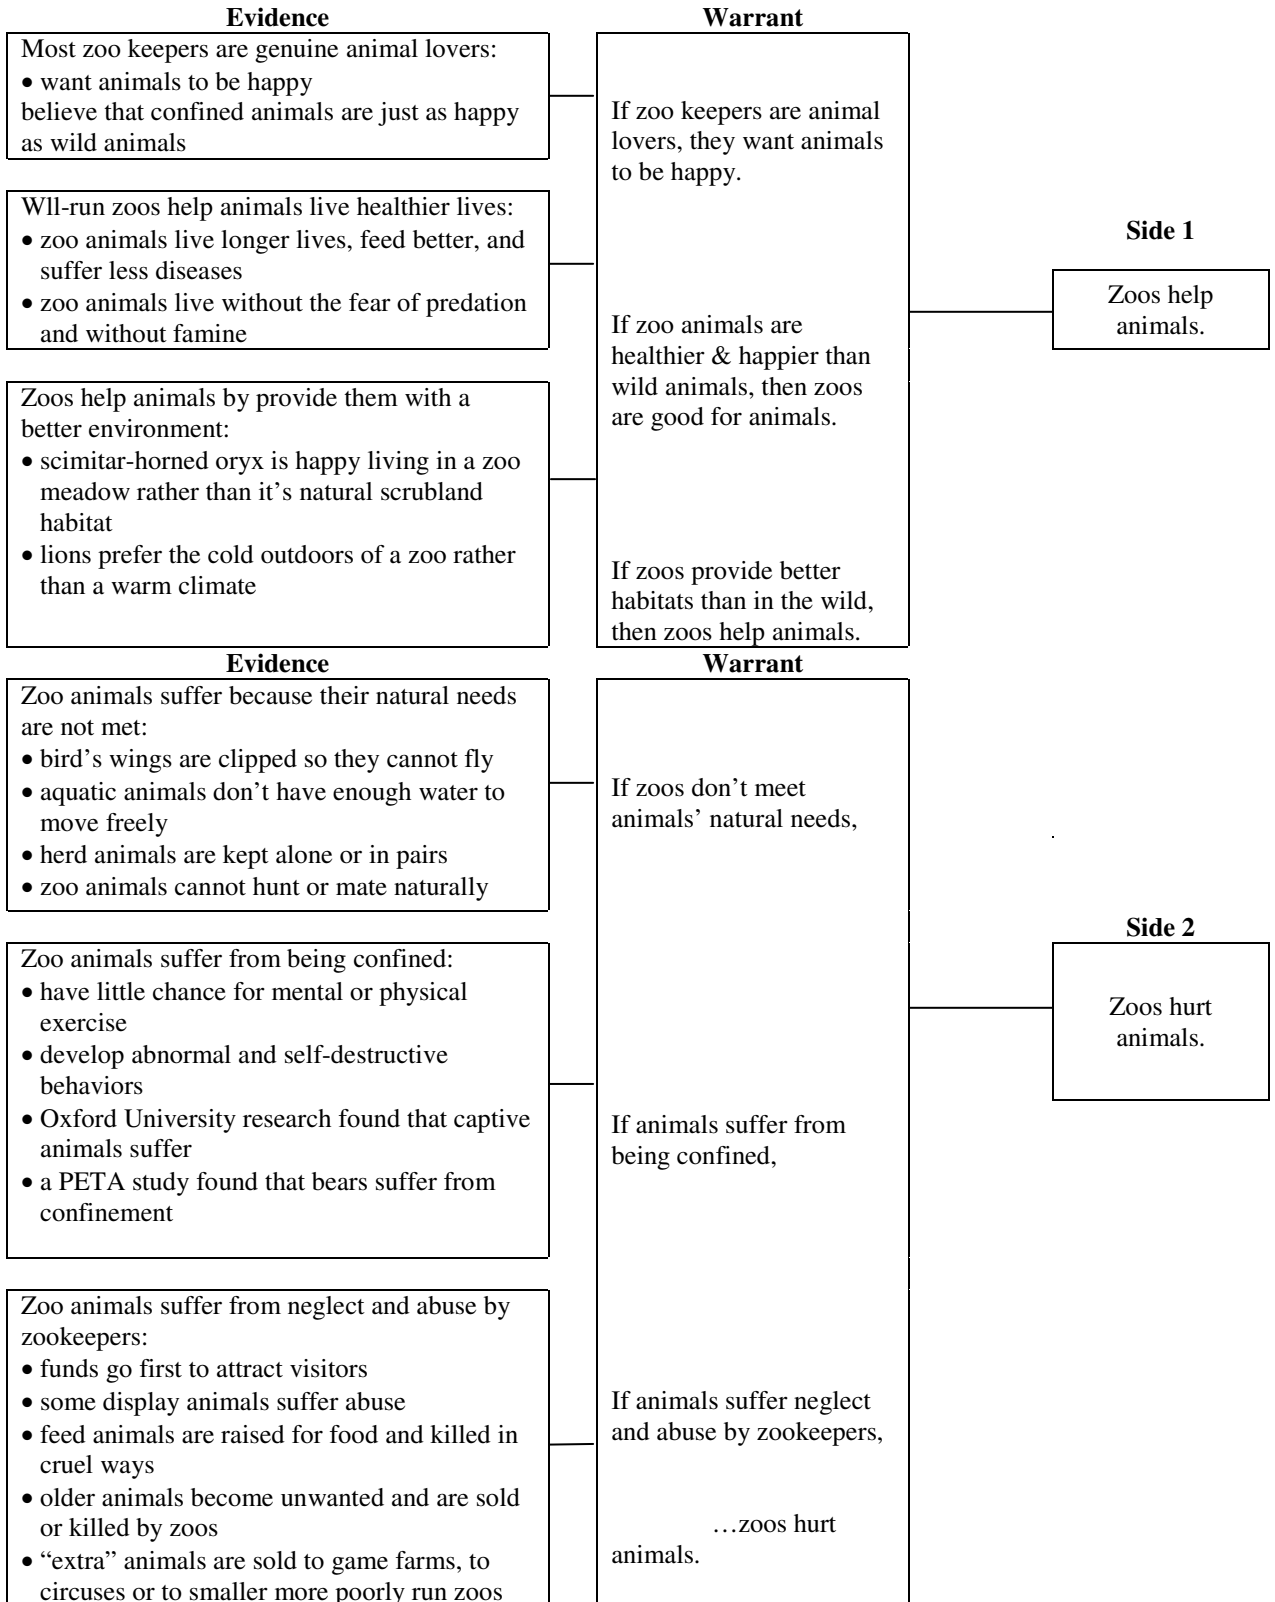 Evidence
Most zoo keepers are genuine animal lovers:
• want animals to be happy
believe that confined animals are just as happy
as wild animals
Wll-run zoos help animals live healthier lives:
• zoo animals live longer lives, feed better, and
suffer less diseases
• zoo animals live without the fear of predation
and without famine
Zoos help animals by provide them with a
better environment:
• scimitar-horned oryx is happy living in a zoo
meadow rather than it’s natural scrubland
habitat
• lions prefer the cold outdoors of a zoo rather
than a warm climate
Warrant
If zoo keepers are animal
lovers, they want animals
to be happy.
If zoo animals are
healthier & happier than
wild animals, then zoos
are good for animals.
If zoos provide better
habitats than in the wild,
then zoos help animals.
Side 1
Zoos help
animals.
Evidence
Zoo animals suffer because their natural needs
are not met:
• bird’s wings are clipped so they cannot fly
• aquatic animals don’t have enough water to
move freely
• herd animals are kept alone or in pairs
• zoo animals cannot hunt or mate naturally
Zoo animals suffer from being confined:
• have little chance for mental or physical
exercise
• develop abnormal and self-destructive
behaviors
• Oxford University research found that captive
animals suffer
• a PETA study found that bears suffer from
confinement
Zoo animals suffer from neglect and abuse by
zookeepers:
• funds go first to attract visitors
• some display animals suffer abuse
• feed animals are raised for food and killed in
cruel ways
• older animals become unwanted and are sold
or killed by zoos
• “extra” animals are sold to game farms, to
circuses or to smaller more poorly run zoos
Warrant
If zoos don’t meet
animals’ natural needs,
If animals suffer from
being confined,
If animals suffer neglect
and abuse by zookeepers,
…zoos hurt
animals.
.
Side 2
Zoos hurt
animals.